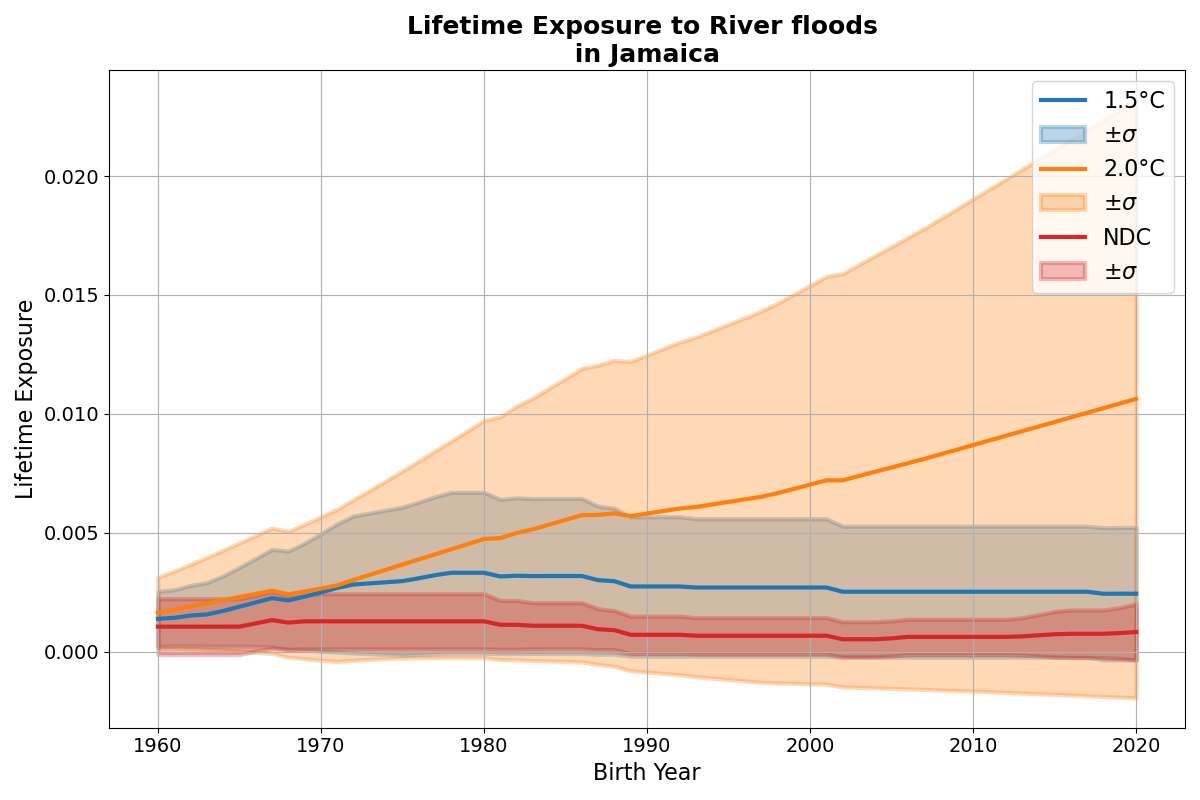 Lifetime Exposure to River floods
in Jamaica
Lifetime Exposure
0.020
0.015
0.010
0.005
0.000
1960 1970 1980 1990 2000 2010 2020
Birth Year
1.5°C
±σ
2.0°C
±σ
NDC
±σ